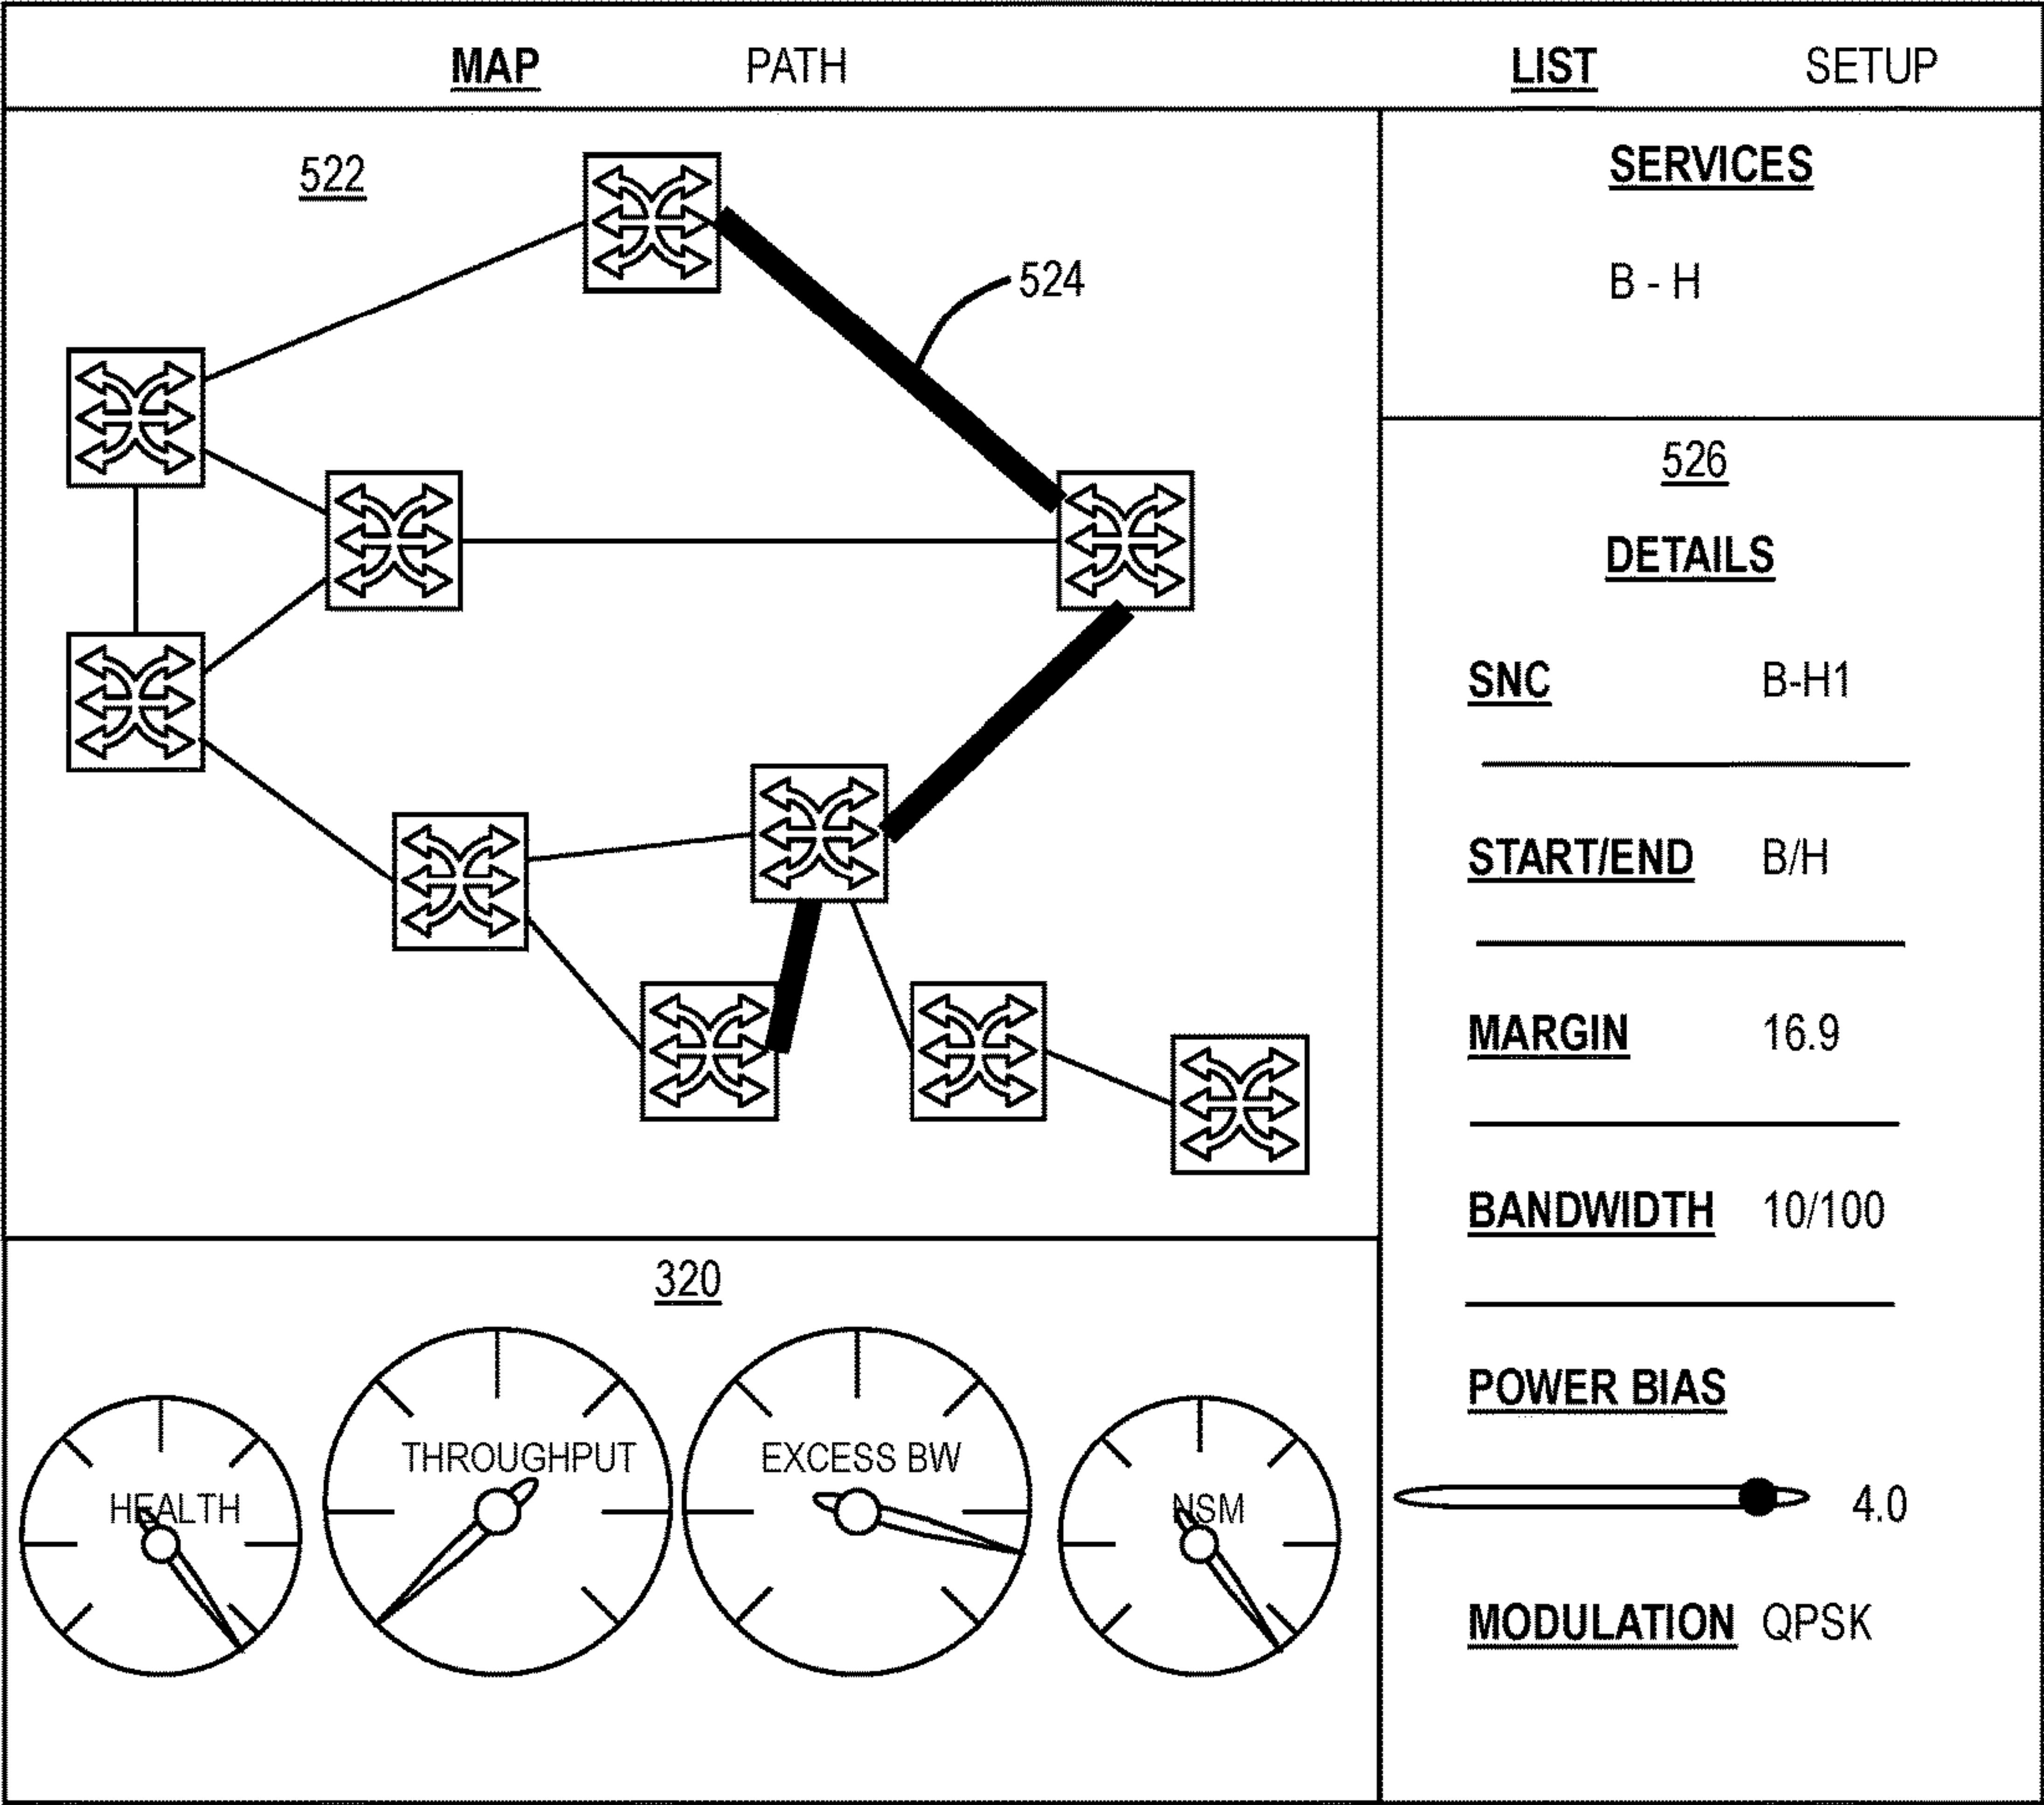 MAP PATH LIST SETUP
522
524
320
HEALTH
THROUGHPUT
EXCESS BW
NSM
SERVICES
B - H
526
DETAILS
SNC B-H1
START/END B/H
MARGIN 16.9
BANDWIDTH 10/100
POWER BIAS
4.0
MODULATION QPSK